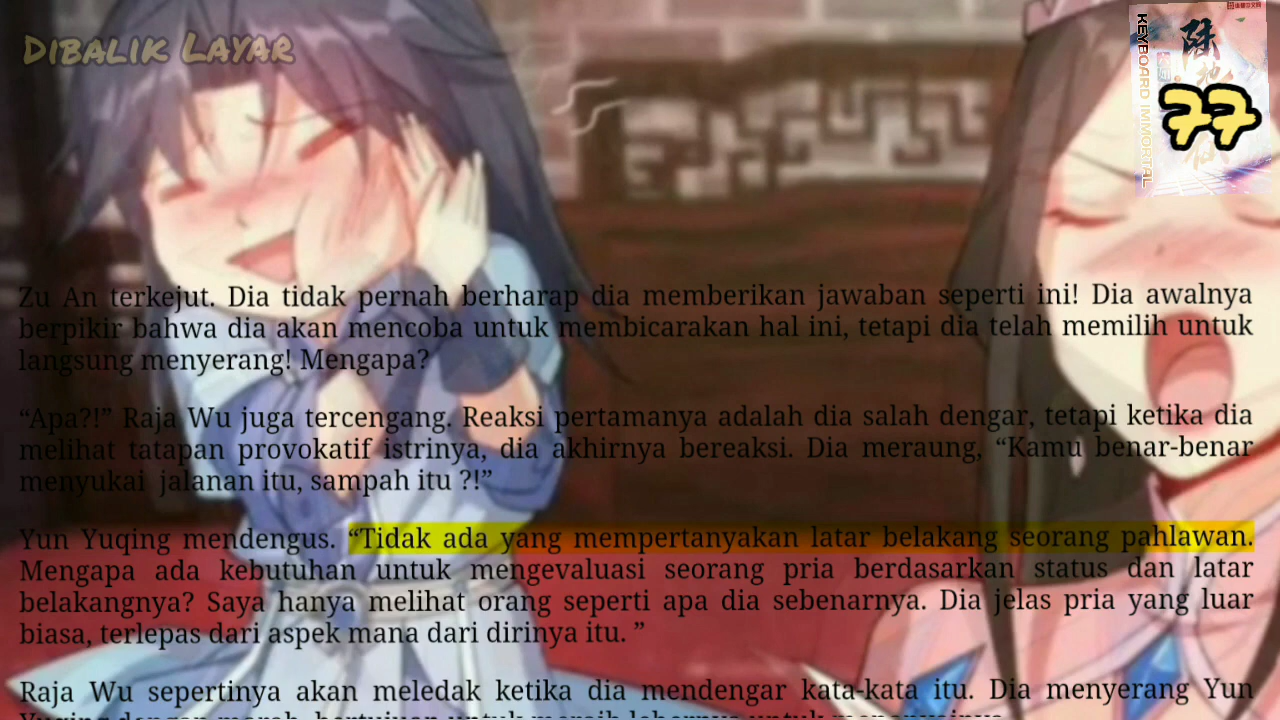 DIBALIK LAYAR
KEYBOARD IMMORTAL
77
Zu An terkejut. Dia tidak pernah berharap dia memberikan jawaban seperti ini! Dia awalnya
berpikir bahwa dia akan mencoba untuk membicarakan hal ini, tetapi dia telah memilih untuk
langsung menyerang! Mengapa?
“Apa?!” Raja Wu juga tercengang. Reaksi pertamanya adalah dia salah dengar, tetapi ketika dia
melihat tatapan provokatif istrinya, dia akhirnya bereaksi. Dia meraung, “Kamu benar-benar
menyukai jalanan itu, sampah itu ?!”
Yun Yuqing mendengus. “Tidak ada yang mempertanyakan latar belakang seorang pahlawan.
Mengapa ada kebutuhan untuk mengevaluasi seorang pria berdasarkan status dan latar
belakangnya? Saya hanya melihat orang seperti apa dia sebenarnya. Dia jelas pria yang luar
biasa, terlepas dari aspek mana dari dirinya itu. ”
Raja Wu sepertinya akan meledak ketika dia mendengar kata-kata itu. Dia menyerang Yun